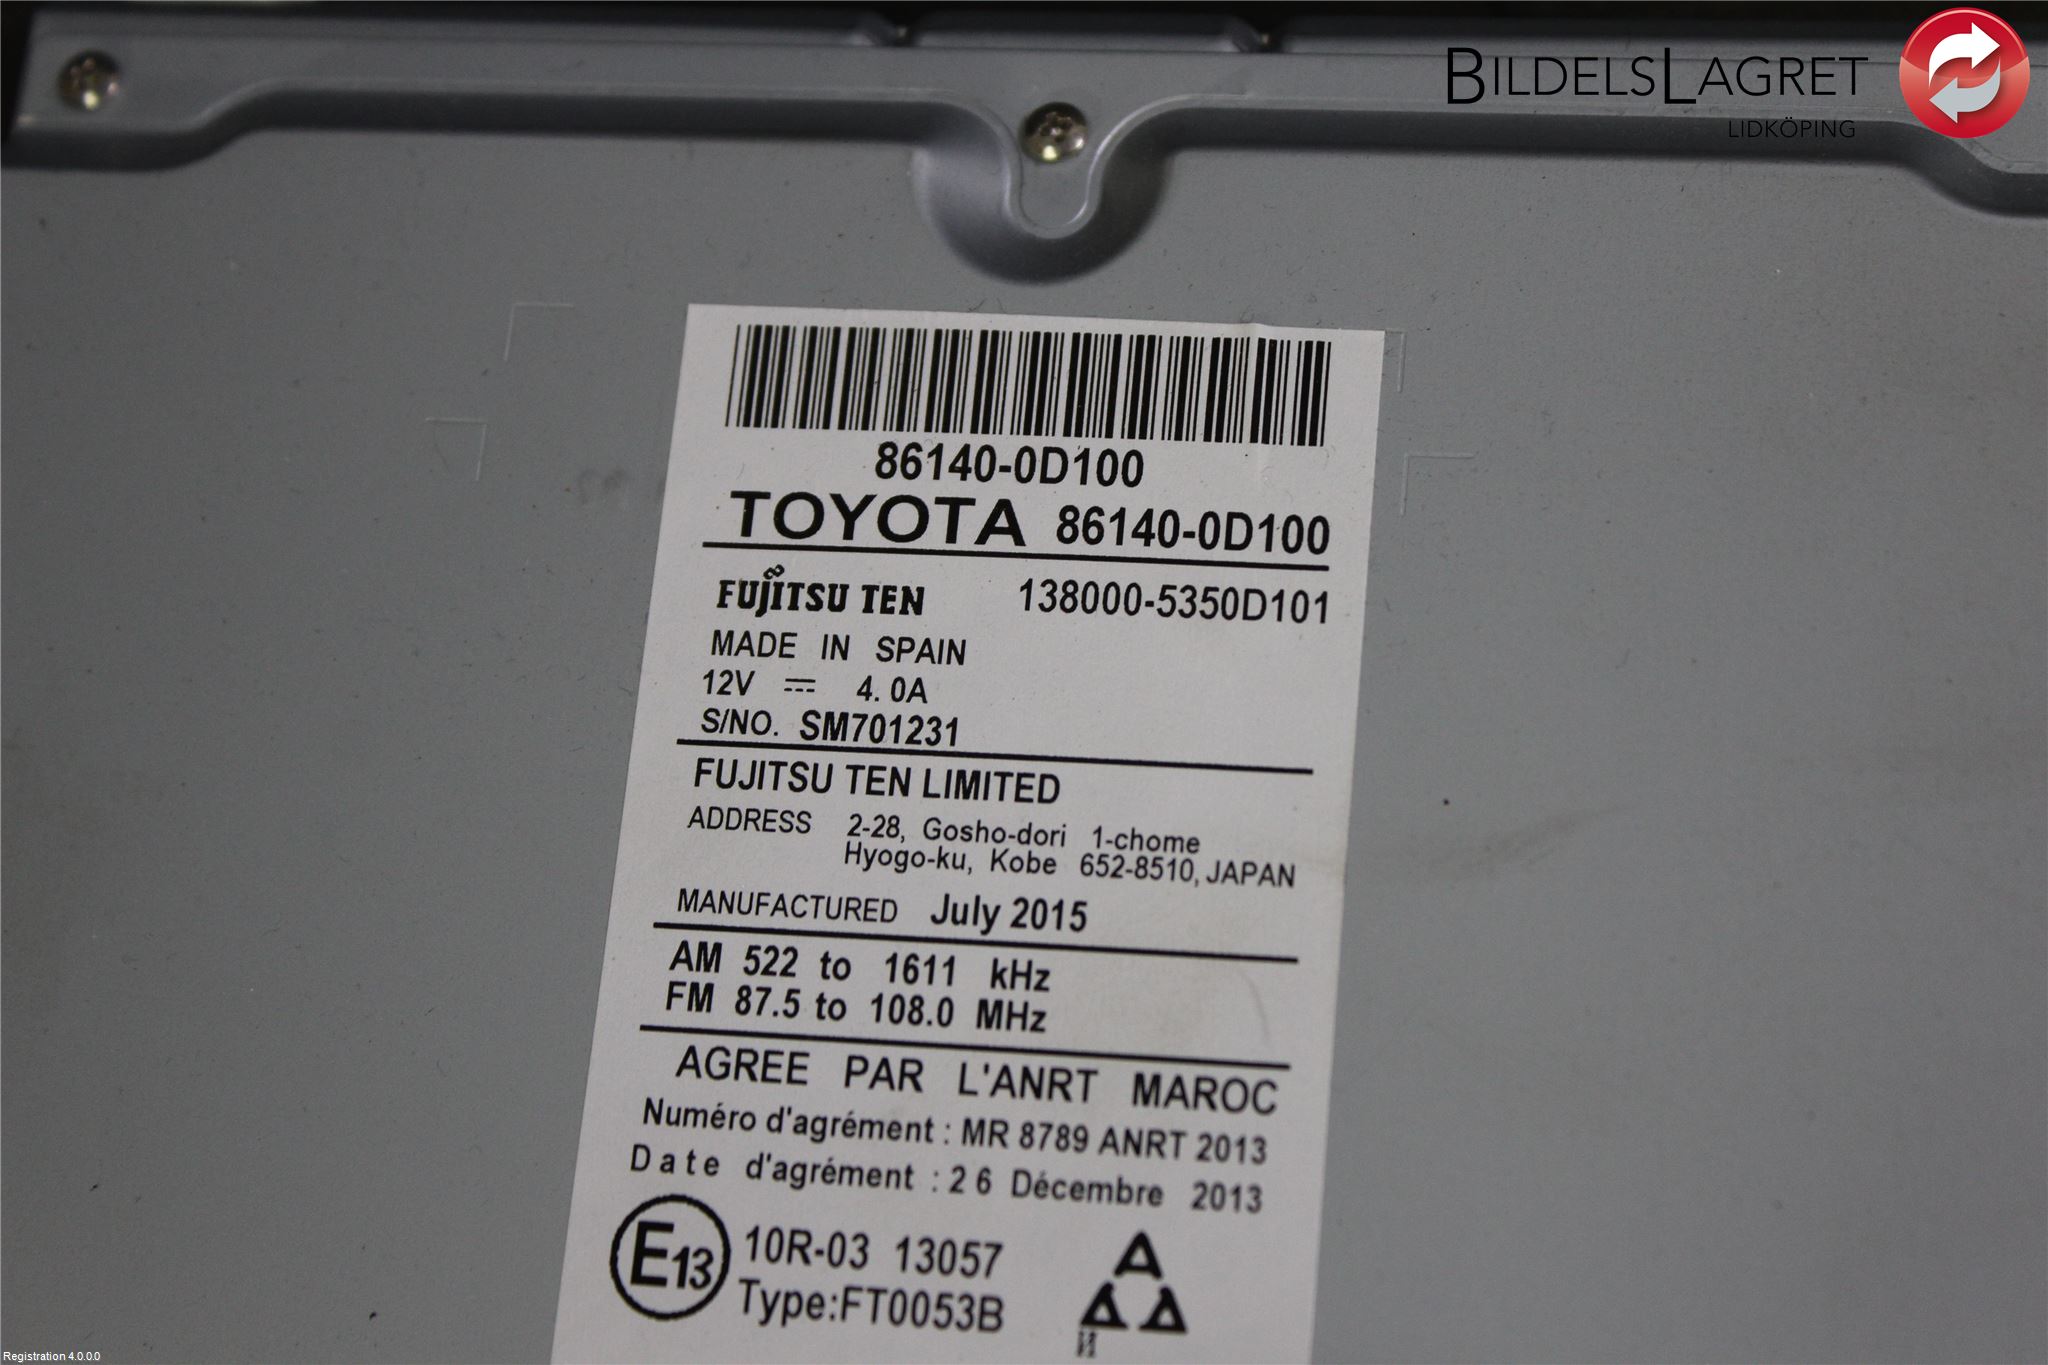 BILDELSLAGRET
LIDKÖPING
86140-0D100
TOYOTA 86140-0D100
FUJITSU TEN 138000-5350D101
MADE IN SPAIN
12V ⎓ 4.0A
S/NO. SM701231
FUJITSU TEN LIMITED
ADDRESS 2-28, Gosho-dori 1-chome
Hyogo-ku, Kobe 652-8510, JAPAN
MANUFACTURED July 2015
AM 522 to 1611 kHz
FM 87.5 to 108.0 MHz
AGREE PAR L'ANRT MAROC
Numéro d'agrément : MR 8789 ANRT 2013
Date d'agrément : 26 Décembre 2013
E13 10R-03 13057
Type:FT0053B
Registration 4.0.0.0